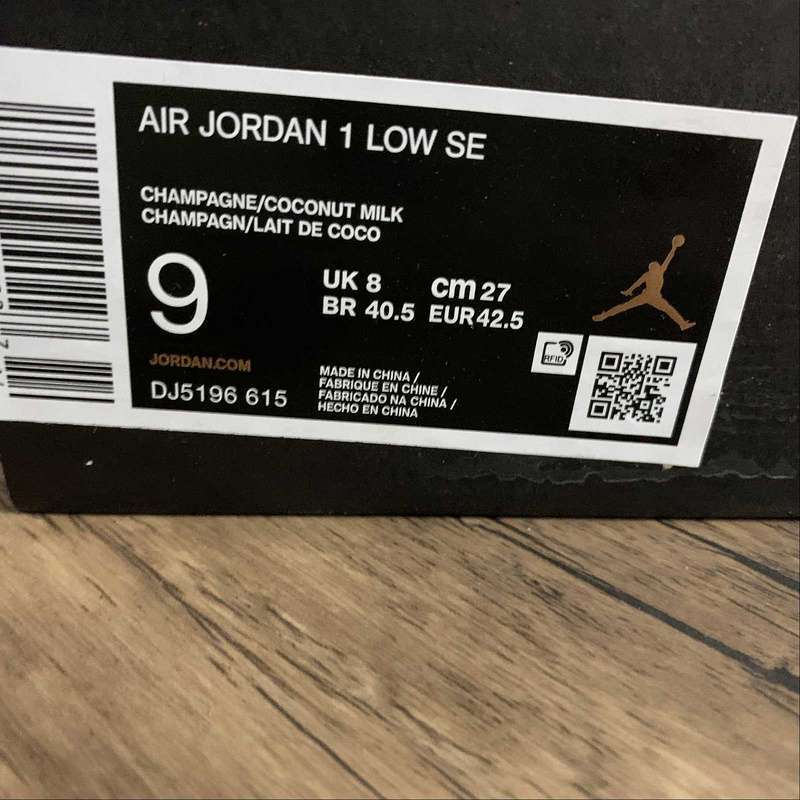 AIR JORDAN 1 LOW SE
CHAMPAGNE/COCONUT MILK
CHAMPAGN/LAIT DE COCO
9
UK 8 cm 27
BR 40.5 EUR 42.5
JORDAN.COM
DJ5196 615
MADE IN CHINA /
FABRIQUE EN CHINE /
FABRICADO NA CHINA /
HECHO EN CHINA
RFID